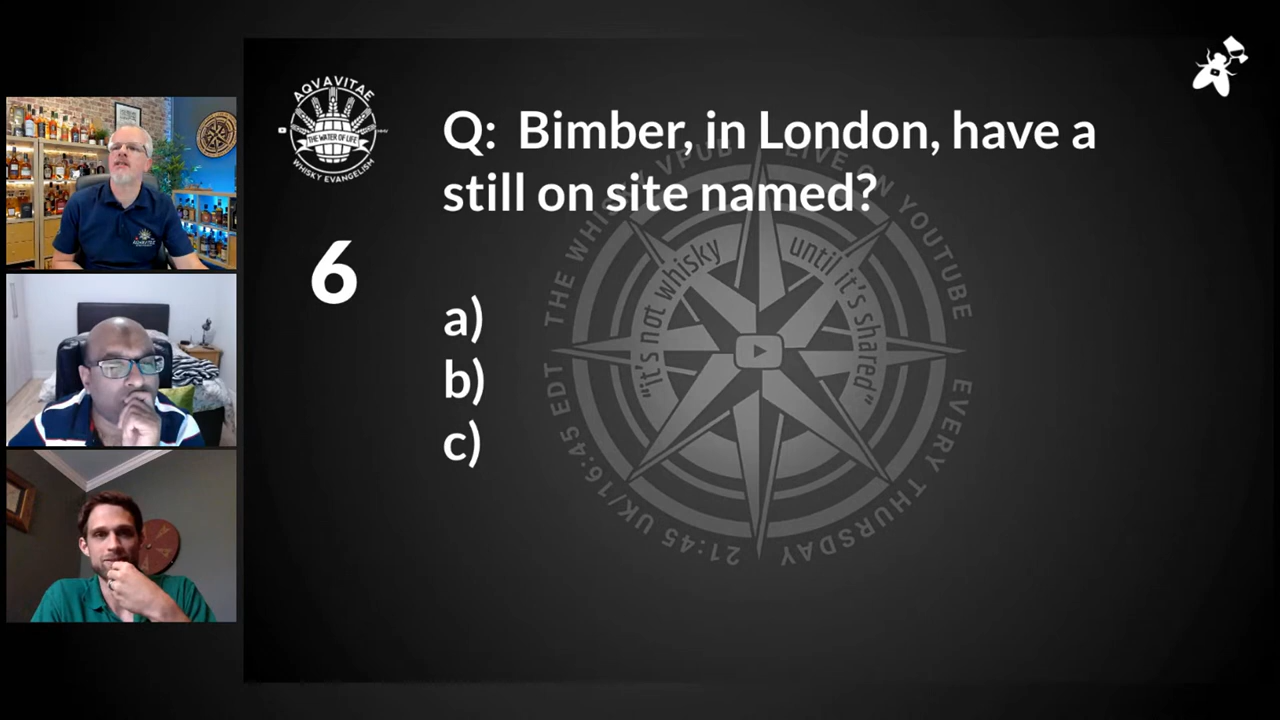 AQVAVITAE
THE WATER OF LIFE
WHISKY EVANGELISM
Q: Bimber, in London, have a
still on site named?
6
a)
b)
c)
THE WHISKY VPUB LIVE ON YOUTUBE
EVERY THURSDAY
21:45 UK/16:45 EDT
"it's not whisky until it's shared"